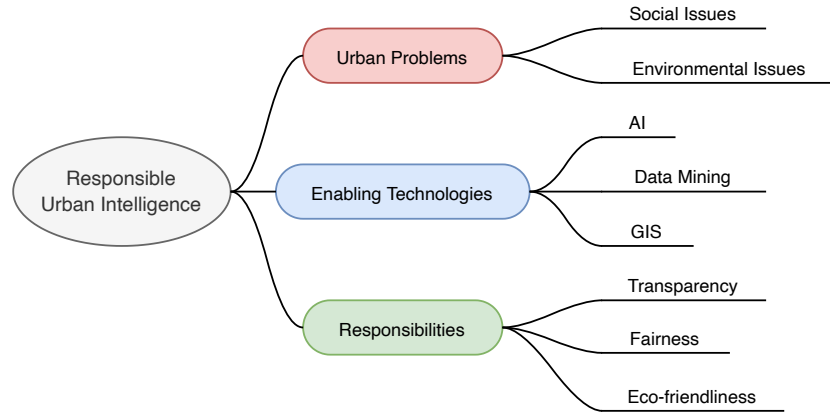 Responsible
Urban Intelligence
Urban Problems
Social Issues
Environmental Issues
Enabling Technologies
AI
Data Mining
GIS
Responsibilities
Transparency
Fairness
Eco-friendliness